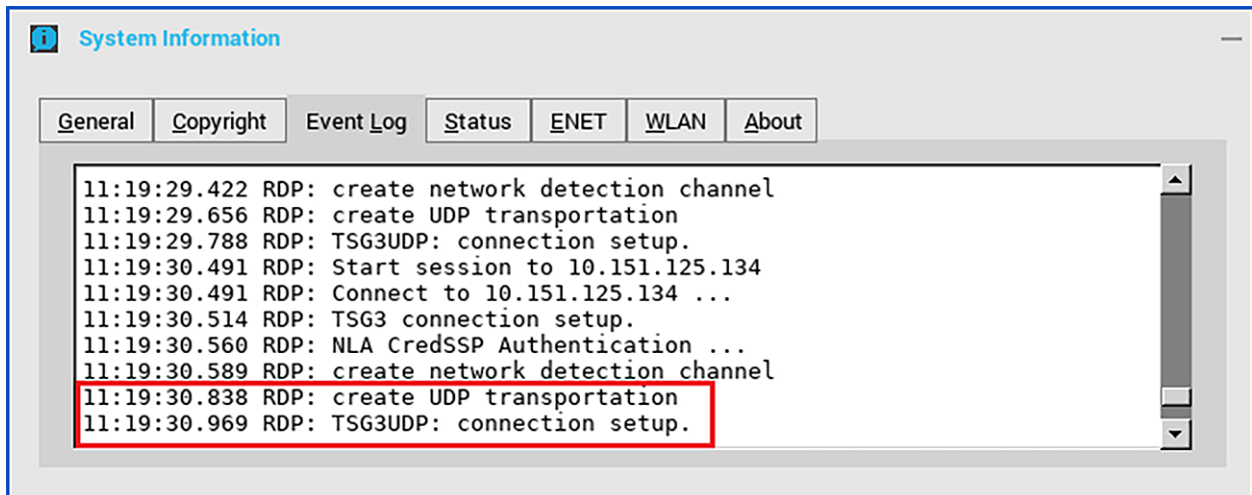 System Information
General Copyright Event Log Status ENET WLAN About
11:19:29.422 RDP: create network detection channel
11:19:29.656 RDP: create UDP transportation
11:19:29.788 RDP: TSG3UDP: connection setup.
11:19:30.491 RDP: Start session to 10.151.125.134
11:19:30.491 RDP: Connect to 10.151.125.134 ...
11:19:30.514 RDP: TSG3 connection setup.
11:19:30.560 RDP: NLA CredSSP Authentication ...
11:19:30.589 RDP: create network detection channel
11:19:30.838 RDP: create UDP transportation
11:19:30.969 RDP: TSG3UDP: connection setup.